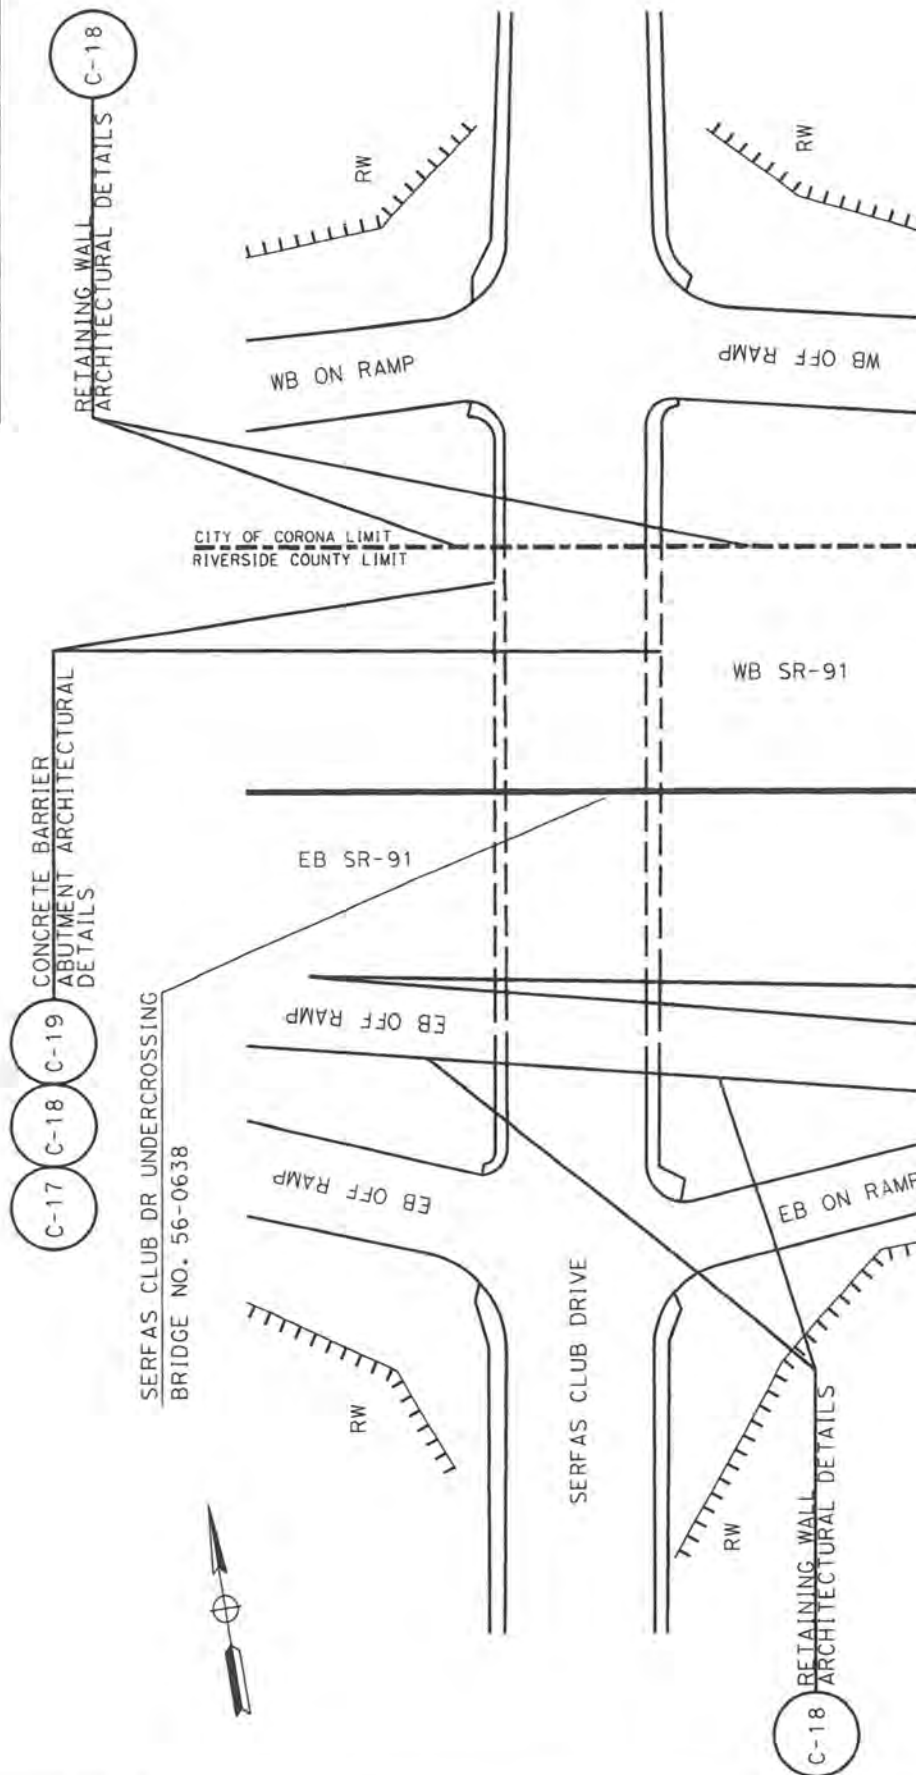 C-18
RETAINING WALL
ARCHITECTURAL DETAILS
RW
RW
WB ON RAMP
WB OFF RAMP
CITY OF CORONA LIMIT
RIVERSIDE COUNTY LIMIT
WB SR-91
CONCRETE BARRIER
ABUTMENT ARCHITECTURAL
DETAILS
C-17
C-18
C-19
EB SR-91
SERFAS CLUB DR UNDERCROSSING
BRIDGE NO. 56-0638
EB OFF RAMP
EB OFF RAMP
EB ON RAMP
SERFAS CLUB DRIVE
RW
RW
C-18
RETAINING WALL
ARCHITECTURAL DETAILS